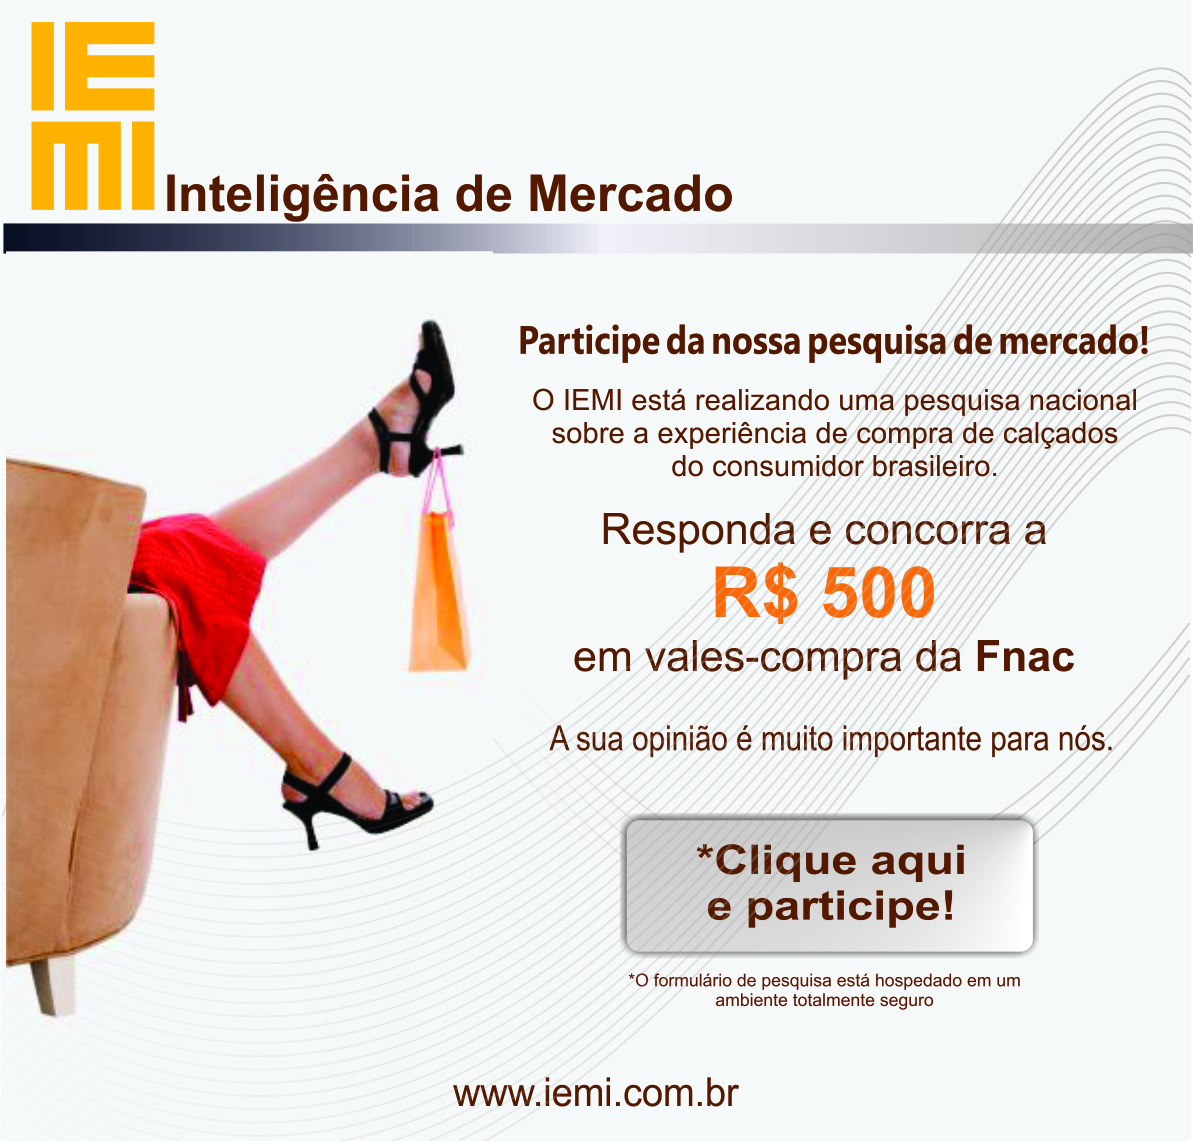 IE
MI
Inteligência de Mercado
Participe da nossa pesquisa de mercado!
O IEMI está realizando uma pesquisa nacional
sobre a experiência de compra de calçados
do consumidor brasileiro.
Responda e concorra a
R$ 500
em vales-compra da Fnac
A sua opinião é muito importante para nós.
*Clique aqui
e participe!
*O formulário de pesquisa está hospedado em um
ambiente totalmente seguro
www.iemi.com.br